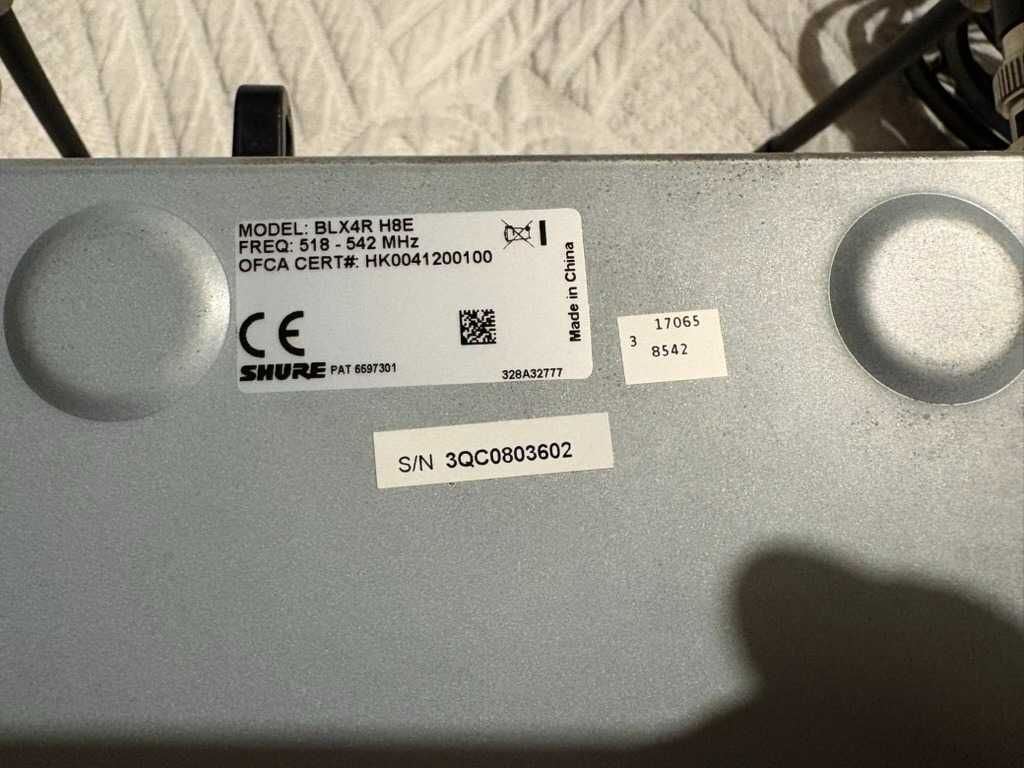 MODEL: BLX4R H8E
FREQ: 518 - 542 MHz
OFCA CERT#: HK0041200100
Made in China
CE
SHURE PAT 6697301
328A32777
17065
3
8542
S/N 3QC0803602